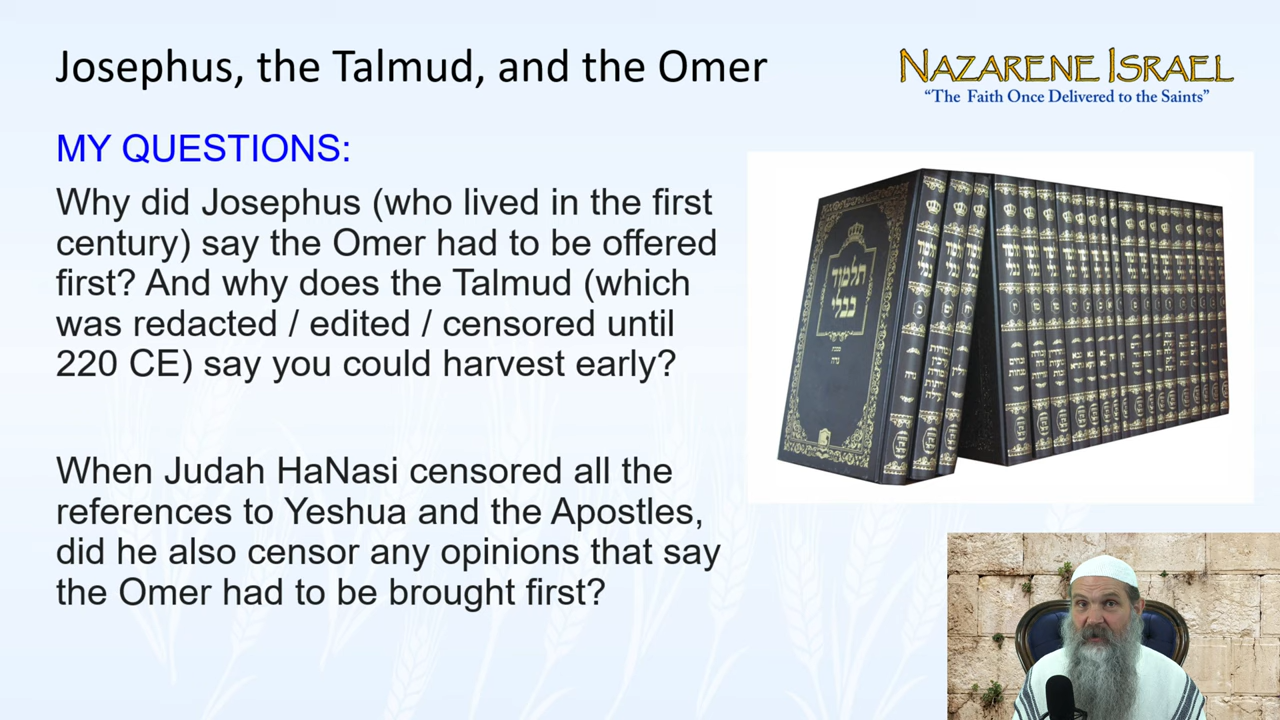 Josephus, the Talmud, and the Omer
NAZARENE ISRAEL
“The Faith Once Delivered to the Saints”
MY QUESTIONS:
Why did Josephus (who lived in the first
century) say the Omer had to be offered
first? And why does the Talmud (which
was redacted / edited / censored until
220 CE) say you could harvest early?
When Judah HaNasi censored all the
references to Yeshua and the Apostles,
did he also censor any opinions that say
the Omer had to be brought first?
תלמוד
בבלי